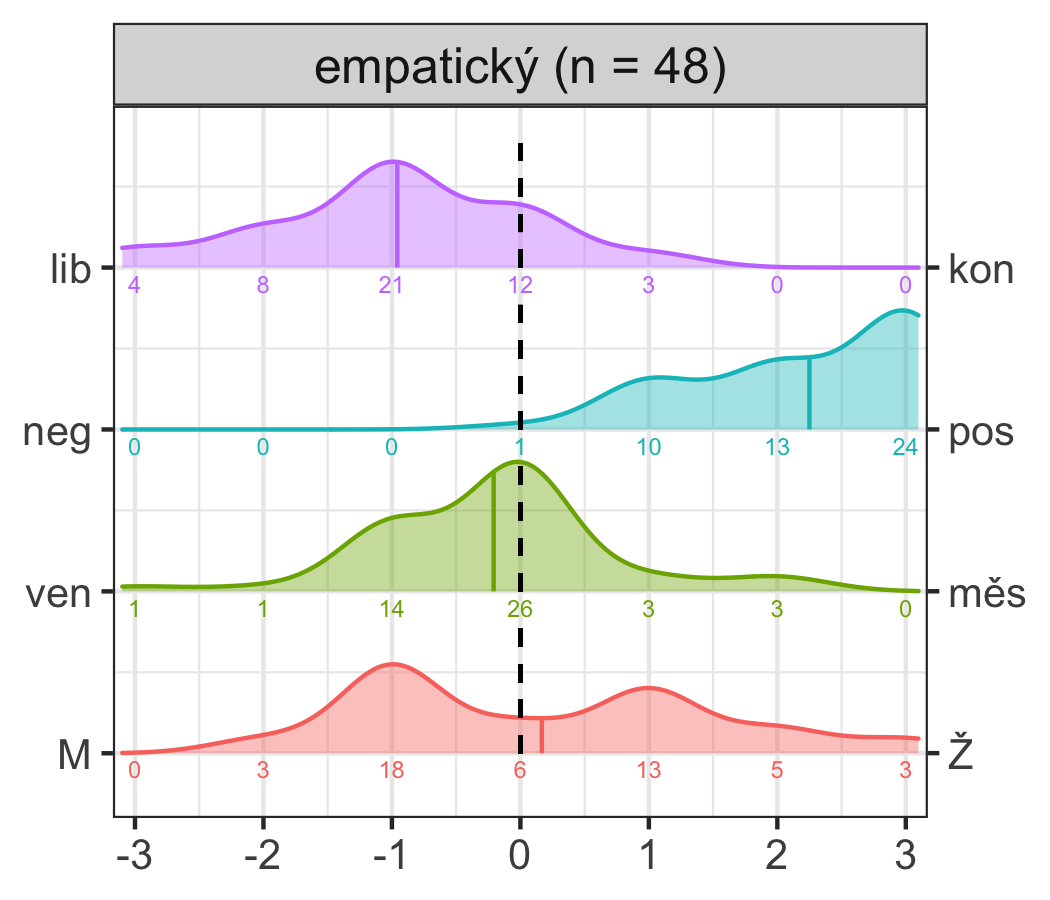 empatický (n = 48)
lib kon
4 8 21 12 3 0 0
neg pos
0 0 0 1 10 13 24
ven měs
1 1 14 26 3 3 0
M Ž
0 3 18 6 13 5 3
-3 -2 -1 0 1 2 3